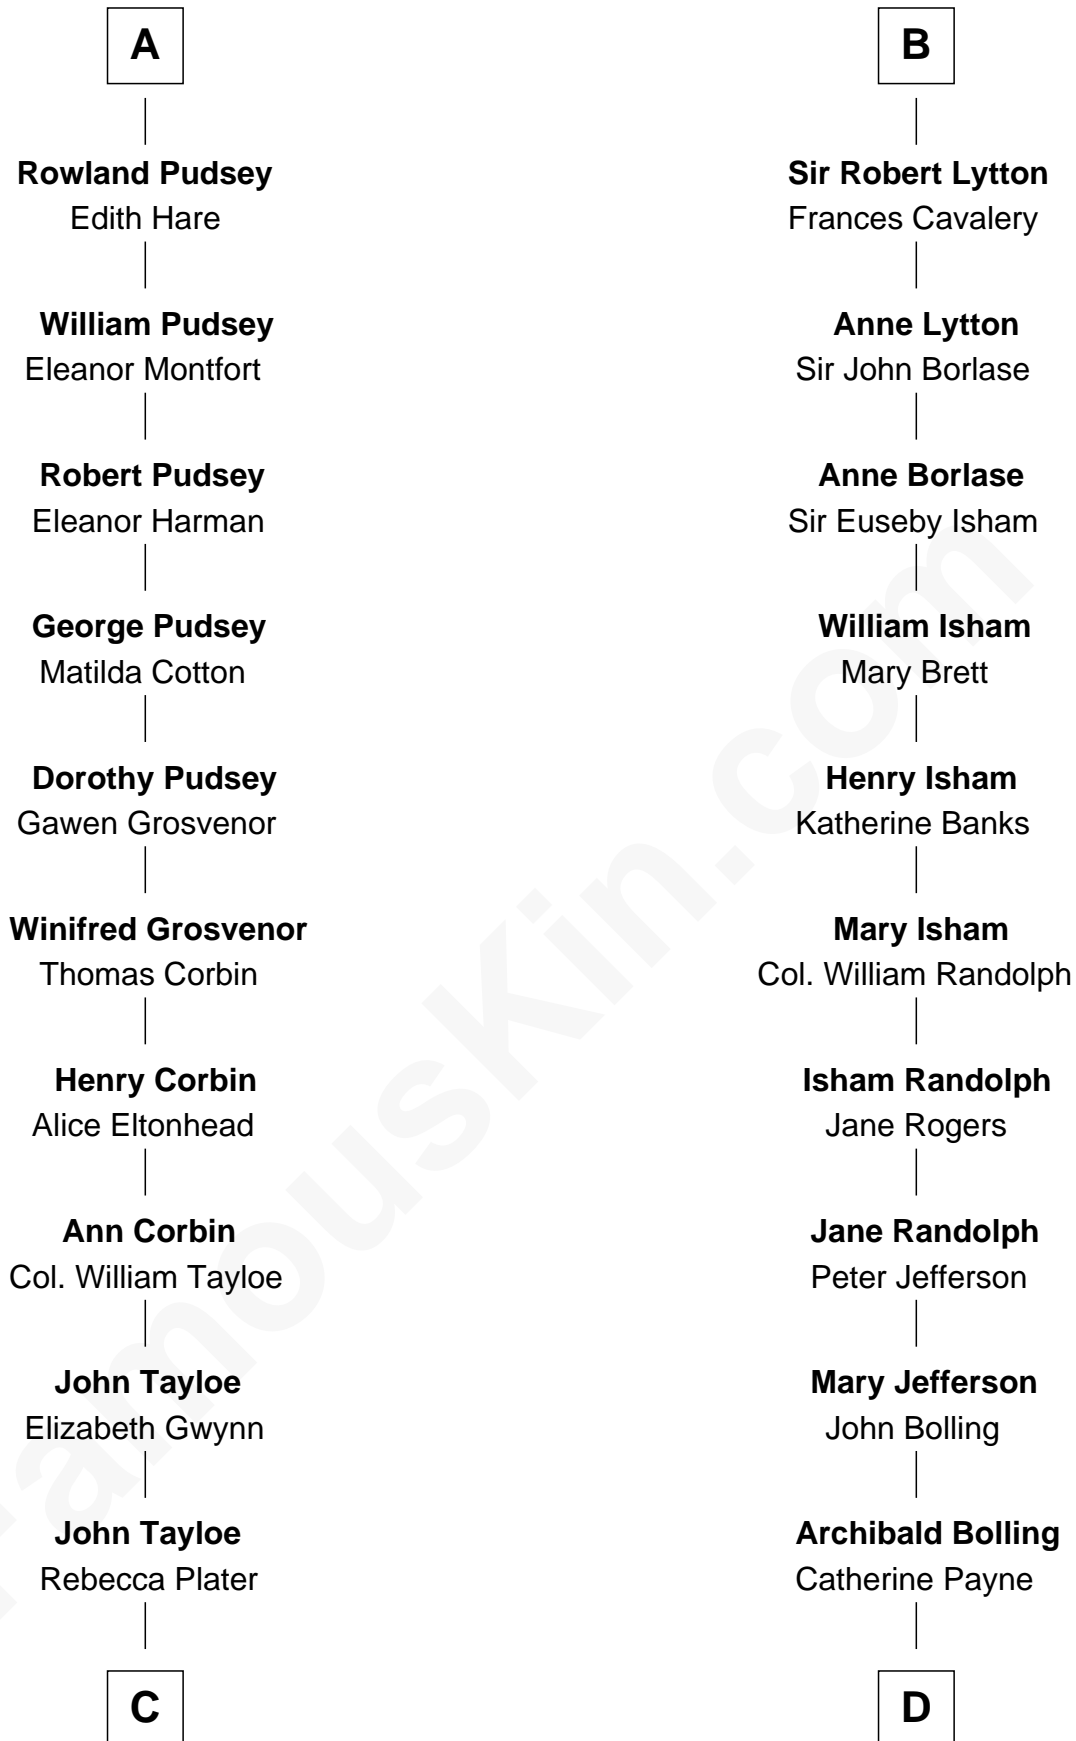 A
Rowland Pudsey
Edith Hare
William Pudsey
Eleanor Montfort
Robert Pudsey
Eleanor Harman
George Pudsey
Matilda Cotton
Dorothy Pudsey
Gawen Grosvenor
Winifred Grosvenor
Thomas Corbin
Henry Corbin
Alice Eltonhead
Ann Corbin
Col. William Tayloe
John Tayloe
Elizabeth Gwynn
John Tayloe
Rebecca Plater
C
B
Sir Robert Lytton
Frances Cavalery
Anne Lytton
Sir John Borlase
Anne Borlase
Sir Euseby Isham
William Isham
Mary Brett
Henry Isham
Katherine Banks
Mary Isham
Col. William Randolph
Isham Randolph
Jane Rogers
Jane Randolph
Peter Jefferson
Mary Jefferson
John Bolling
Archibald Bolling
Catherine Payne
D
FamousKin.com